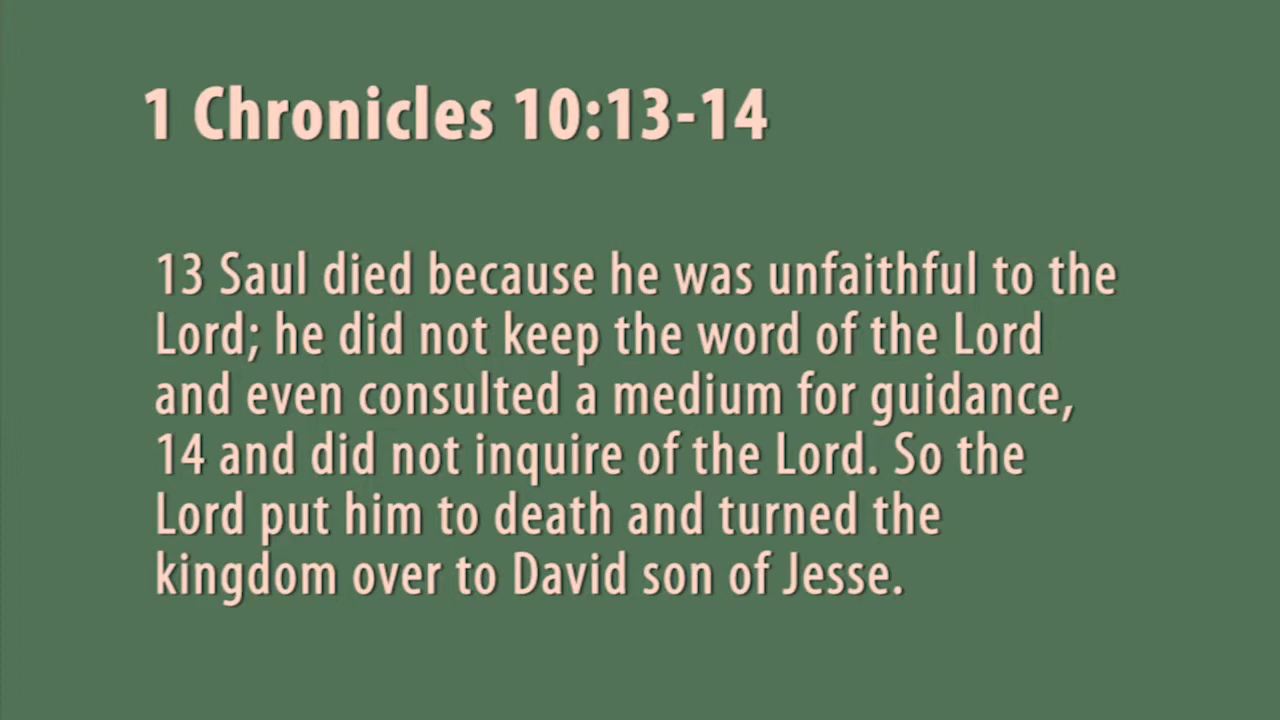 1 Chronicles 10:13-14
13 Saul died because he was unfaithful to the
Lord; he did not keep the word of the Lord
and even consulted a medium for guidance,
14 and did not inquire of the Lord. So the
Lord put him to death and turned the
kingdom over to David son of Jesse.